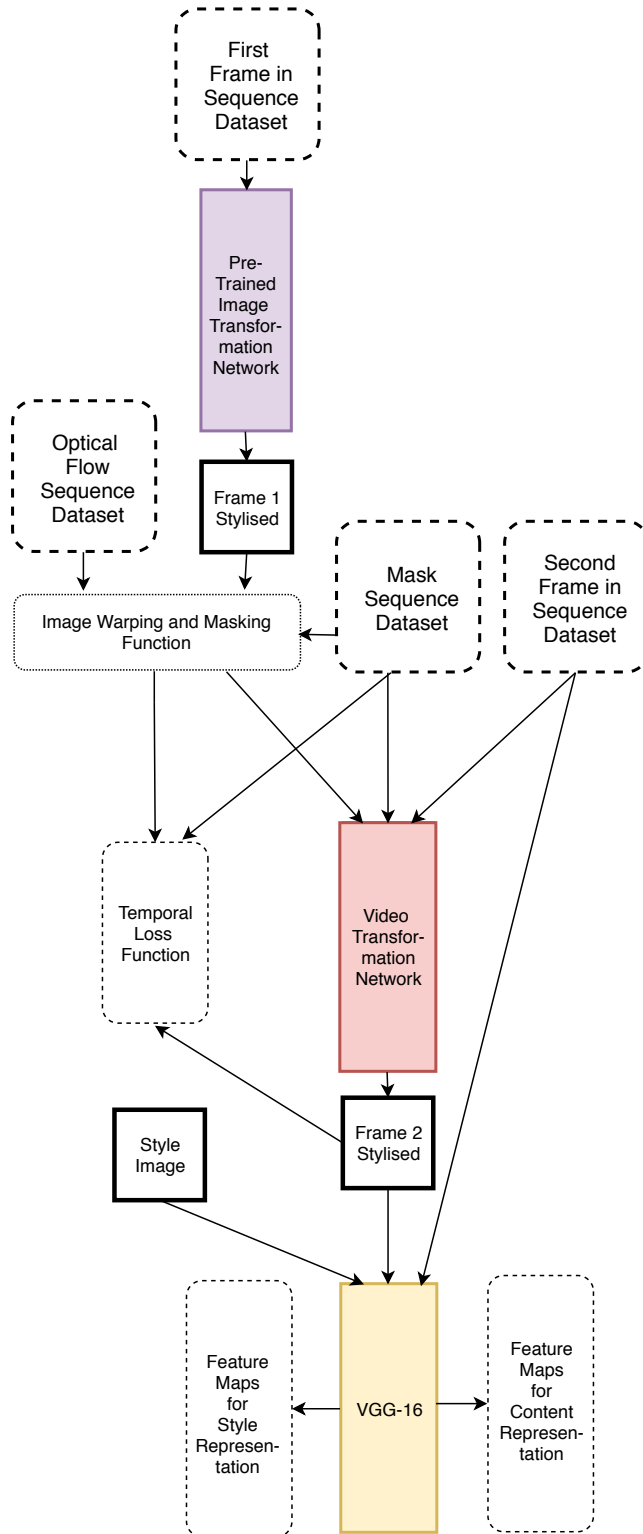 First
Frame in
Sequence
Dataset
Pre-
Trained
Image
Transfor-
mation
Network
Optical
Flow
Sequence
Dataset
Frame 1
Stylised
Mask
Sequence
Dataset
Second
Frame in
Sequence
Dataset
Image Warping and Masking
Function
Temporal
Loss
Function
Video
Transfor-
mation
Network
Style
Image
Frame 2
Stylised
Feature
Maps
for
Style
Represen-
tation
VGG-16
Feature
Maps
for
Content
Represen-
tation